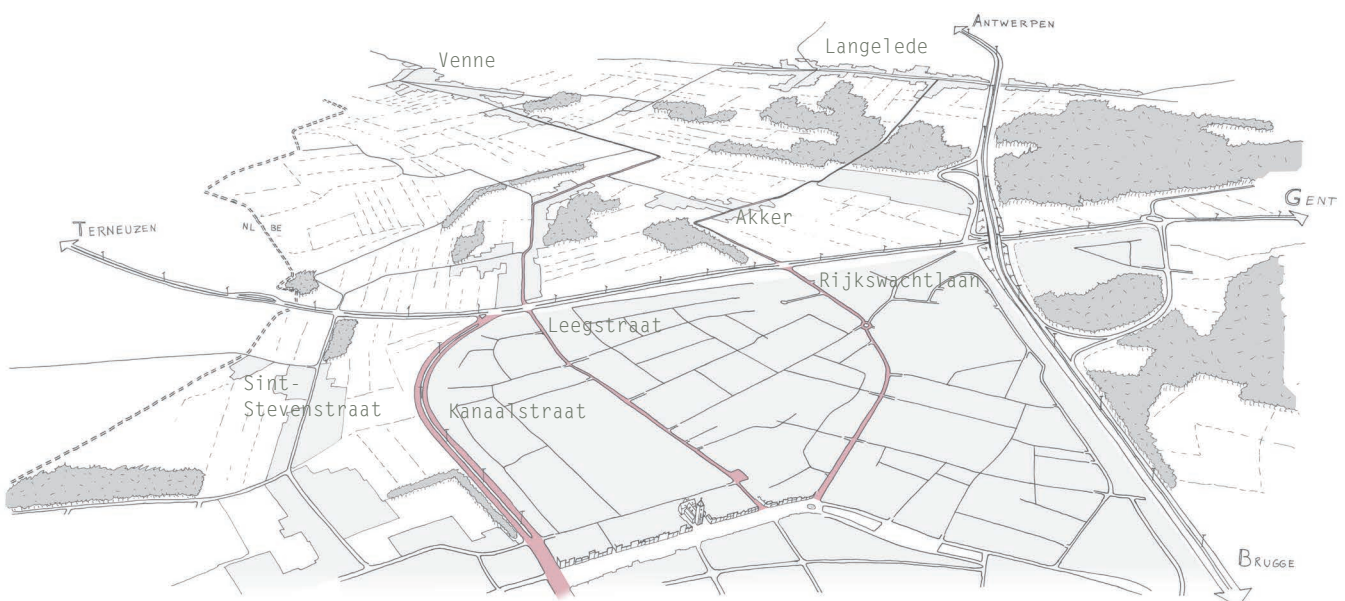 ANTWERPEN
Langelede
Venne
GENT
Akker
TERNEUZEN
NL BE
Rijkswachtlaan
Leegstraat
Sint-
Stevenstraat
Kanaalstraat
BRUGGE